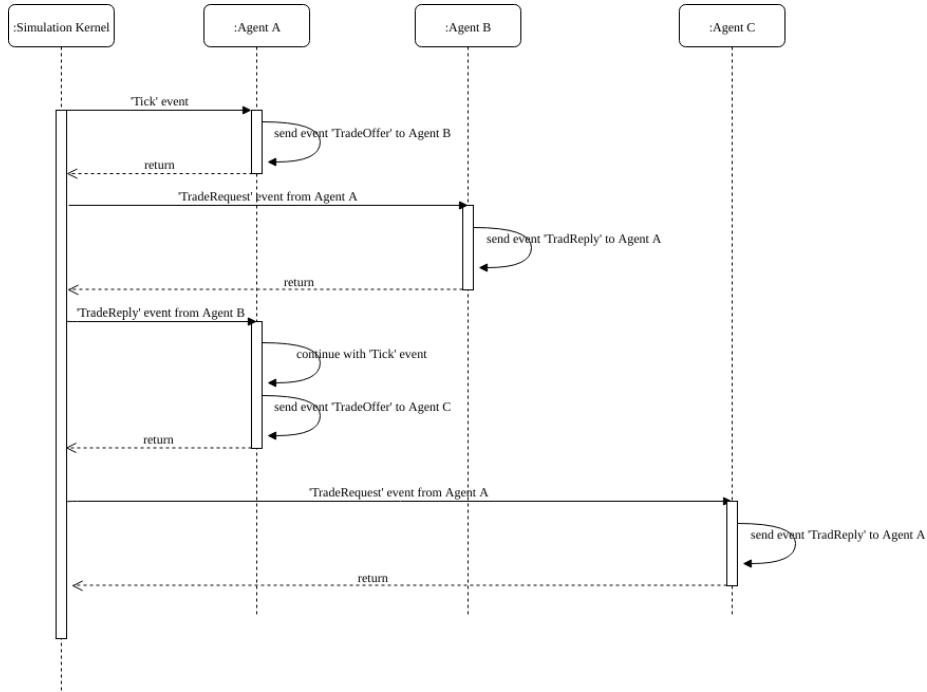 :Simulation Kernel
:Agent A
:Agent B
:Agent C
'Tick' event
send event 'TradeOffer' to Agent B
return
'TradeRequest' event from Agent A
send event 'TradReply' to Agent A
return
'TradeReply' event from Agent B
continue with 'Tick' event
send event 'TradeOffer' to Agent C
return
'TradeRequest' event from Agent A
send event 'TradReply' to Agent A
return